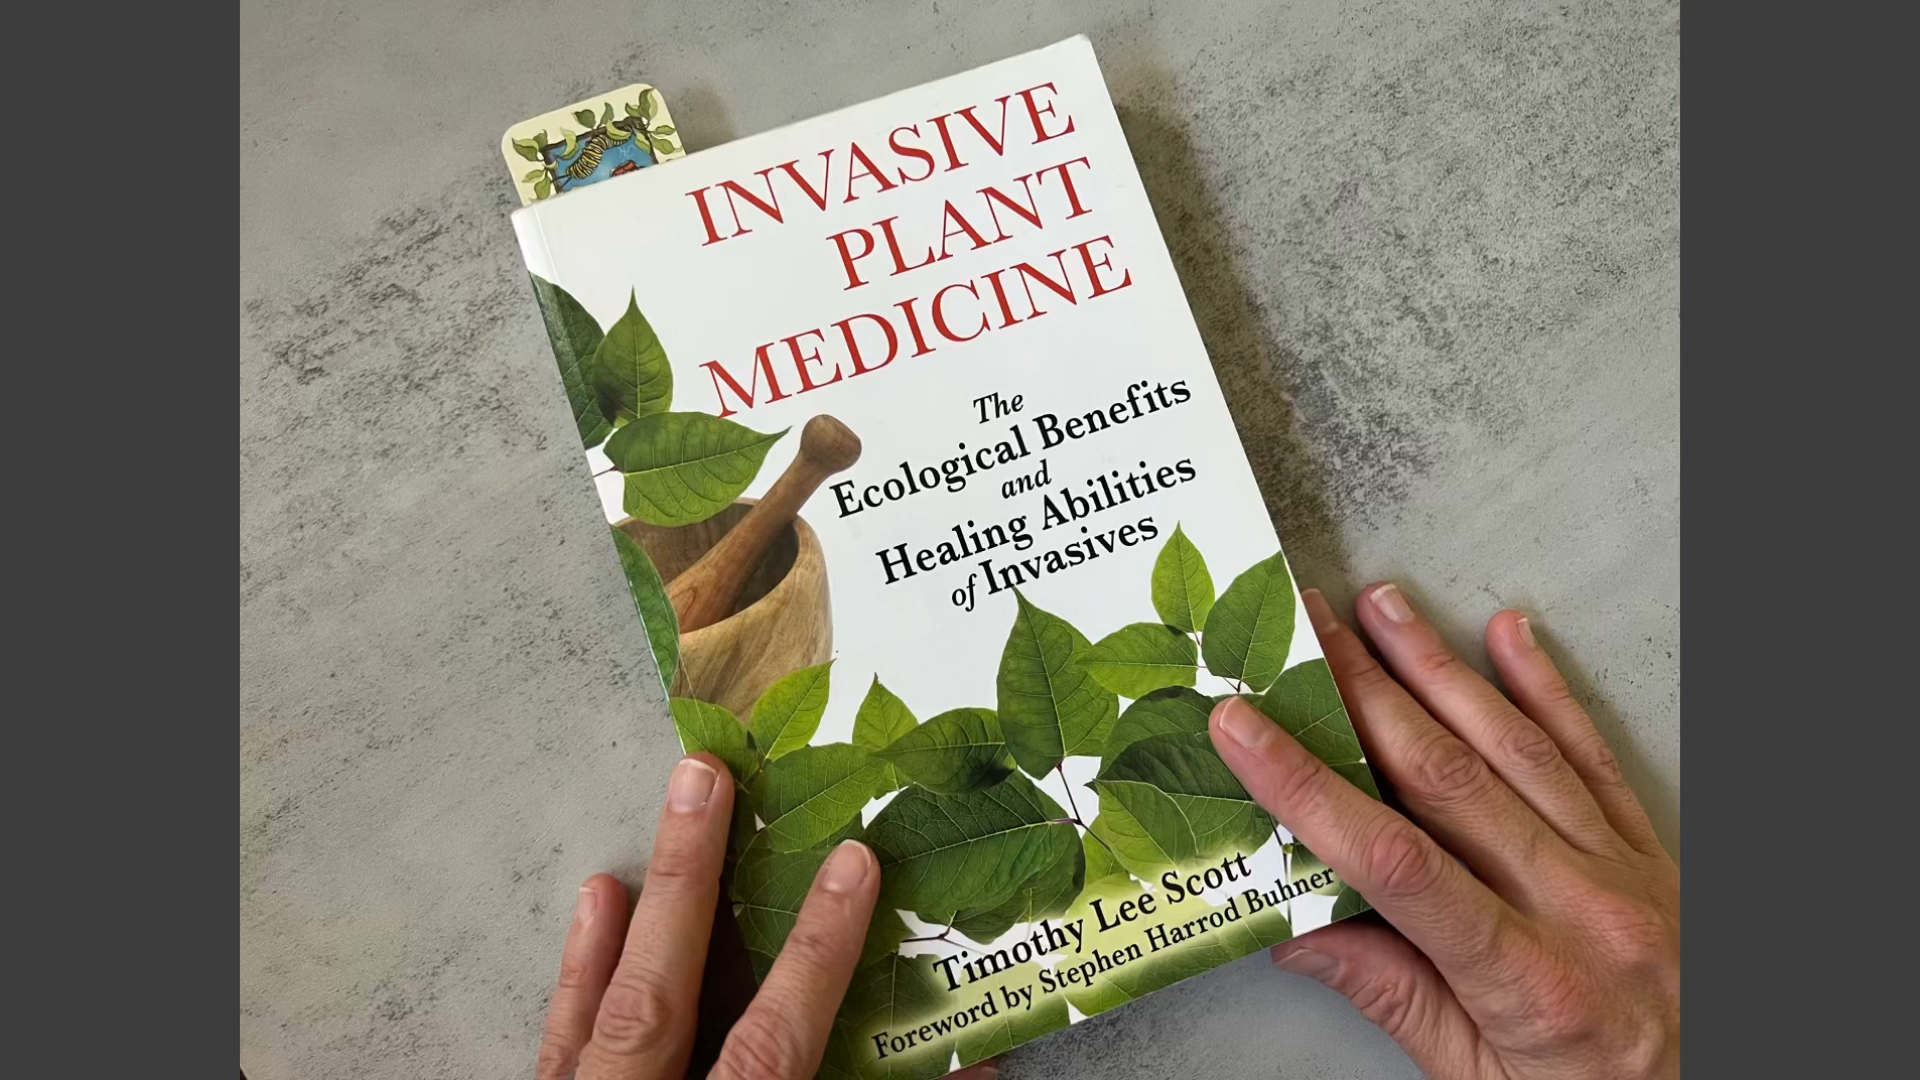 INVASIVE
PLANT
MEDICINE
The
Ecological Benefits
and
Healing Abilities
of Invasives
Timothy Lee Scott
Foreword by Stephen Harrod Buhner